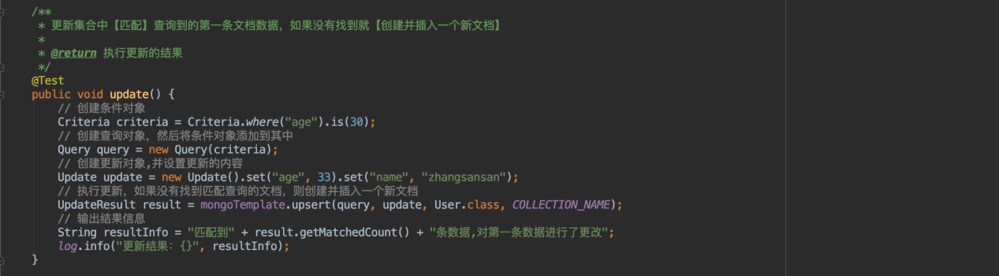 /**
 * 更新集合中【匹配】查询到的第一条文档数据，如果没有找到就【创建并插入一个新文档】
 *
 * @return 执行更新的结果
 */
@Test
public void update() {
    // 创建条件对象
    Criteria criteria = Criteria.where("age").is(30);
    // 创建查询对象，然后将条件对象添加到其中
    Query query = new Query(criteria);
    // 创建更新对象,并设置更新的内容
    Update update = new Update().set("age", 33).set("name", "zhangsansan");
    // 执行更新，如果没有找到匹配查询的文档，则创建并插入一个新文档
    UpdateResult result = mongoTemplate.upsert(query, update, User.class, COLLECTION_NAME);
    // 输出结果信息
    String resultInfo = "匹配到" + result.getMatchedCount() + "条数据,对第一条数据进行了更改";
    log.info("更新结果：{}", resultInfo);
}